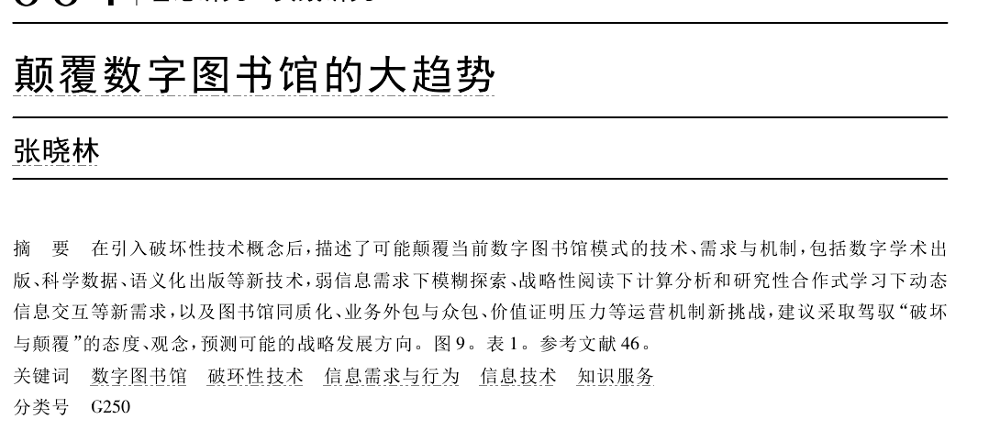 颠覆数字图书馆的大趋势
张晓林
摘 要 在引入破坏性技术概念后,描述了可能颠覆当前数字图书馆模式的技术、需求与机制,包括数字学术出
版、科学数据、语义化出版等新技术,弱信息需求下模糊探索、战略性阅读下计算分析和研究性合作式学习下动态
信息交互等新需求,以及图书馆同质化、业务外包与众包、价值证明压力等运营机制新挑战,建议采取驾驭“破坏
与颠覆”的态度、观念,预测可能的战略发展方向。图9。表1。参考文献46。
关键词 数字图书馆 破环性技术 信息需求与行为 信息技术 知识服务
分类号 G250